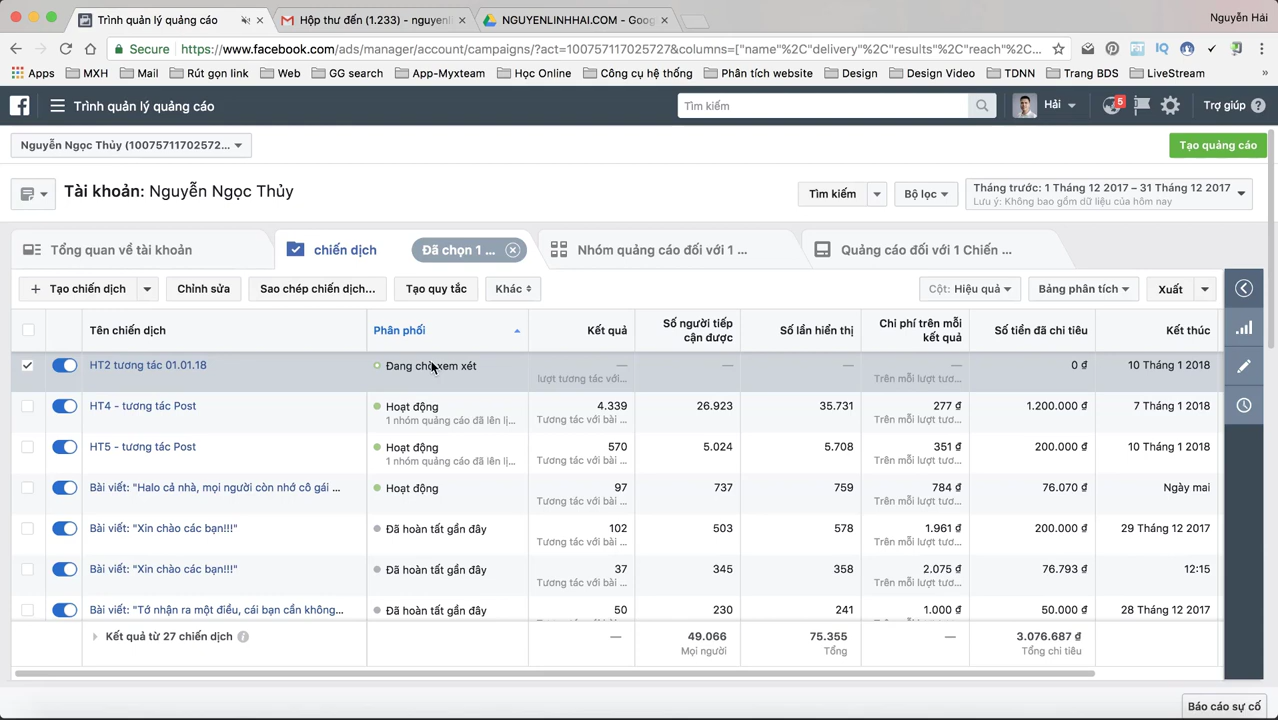 Trình quản lý quảng cáo
Hộp thư đến (1.233) - nguyenl
NGUYENLINHHAI.COM - Goog
Nguyễn Hải
Secure
https://www.facebook.com/ads/manager/account/campaigns/?act=100757117025727&columns=["name"%2C"delivery"%2C"results"%2C"reach"%2C...
Apps
MXH
Mail
Rút gọn link
Web
GG search
App-Myxteam
Học Online
Công cụ hệ thống
Phân tích website
Design
Design Video
TDNN
Trang BDS
LiveStream
»
Trình quản lý quảng cáo
Tìm kiếm
Hải
5
Trợ giúp
Nguyễn Ngọc Thủy (10075711702572...
Tạo quảng cáo
Tài khoản: Nguyễn Ngọc Thủy
Tìm kiếm
Bộ lọc
Tháng trước: 1 Tháng 12 2017 – 31 Tháng 12 2017
Lưu ý: Không bao gồm dữ liệu của hôm nay
Tổng quan về tài khoản
chiến dịch
Đã chọn 1 ...
Nhóm quảng cáo đối với 1 ...
Quảng cáo đối với 1 Chiến ...
+ Tạo chiến dịch
Chỉnh sửa
Sao chép chiến dịch...
Tạo quy tắc
Khác
Cột: Hiệu quả
Bảng phân tích
Xuất
Tên chiến dịch
Phân phối
Kết quả
Số người tiếp cận được
Số lần hiển thị
Chi phí trên mỗi kết quả
Số tiền đã chi tiêu
Kết thúc
HT2 tương tác 01.01.18
Đang chờ xem xét
—
lượt tương tác với...
—
—
—
Trên mỗi lượt tươ...
0 ₫
10 Tháng 1 2018
HT4 - tương tác Post
Hoạt động
1 nhóm quảng cáo đã lên lị...
4.339
Tương tác với bài ...
26.923
35.731
277 ₫
Trên mỗi lượt tươ...
1.200.000 ₫
7 Tháng 1 2018
HT5 - tương tác Post
Hoạt động
1 nhóm quảng cáo đã lên lị...
570
Tương tác với bài ...
5.024
5.708
351 ₫
Trên mỗi lượt tươ...
200.000 ₫
10 Tháng 1 2018
Bài viết: "Halo cả nhà, mọi người còn nhớ cô gái ...
Hoạt động
97
Tương tác với bài ...
737
759
784 ₫
Trên mỗi lượt tươ...
76.070 ₫
Ngày mai
Bài viết: "Xin chào các bạn!!!"
Đã hoàn tất gần đây
102
Tương tác với bài ...
503
578
1.961 ₫
Trên mỗi lượt tươ...
200.000 ₫
29 Tháng 12 2017
Bài viết: "Xin chào các bạn!!!"
Đã hoàn tất gần đây
37
Tương tác với bài ...
345
358
2.075 ₫
Trên mỗi lượt tươ...
76.793 ₫
12:15
Bài viết: "Tớ nhận ra một điều, cái bạn cần không...
Đã hoàn tất gần đây
50
230
241
1.000 ₫
50.000 ₫
28 Tháng 12 2017
Kết quả từ 27 chiến dịch
—
49.066
Mọi người
75.355
Tổng
—
3.076.687 ₫
Tổng chi tiêu
Báo cáo sự cố